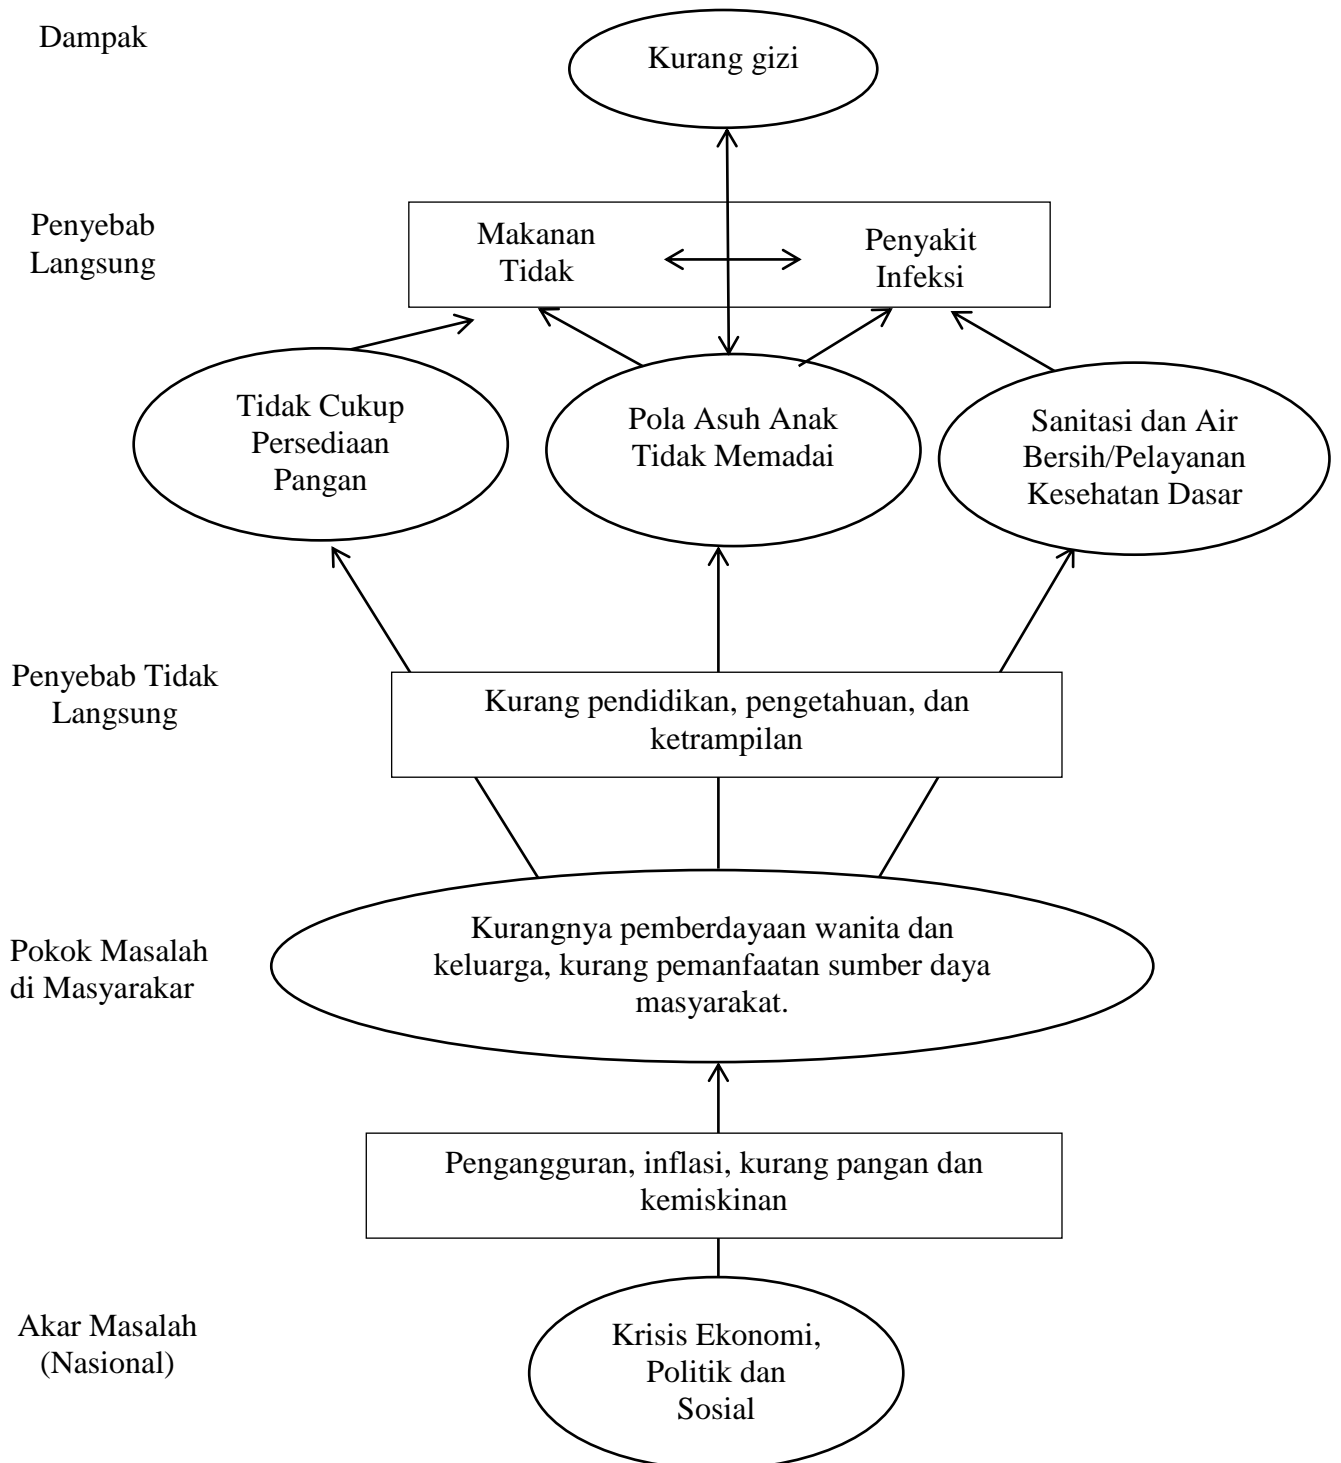 Dampak
Kurang gizi
Penyebab
Langsung
Makanan
Tidak
Penyakit
Infeksi
Tidak Cukup
Persediaan
Pangan
Pola Asuh Anak
Tidak Memadai
Sanitasi dan Air
Bersih/Pelayanan
Kesehatan Dasar
Penyebab Tidak
Langsung
Kurang pendidikan, pengetahuan, dan
ketrampilan
Pokok Masalah
di Masyarakar
Kurangnya pemberdayaan wanita dan
keluarga, kurang pemanfaatan sumber daya
masyarakat.
Pengangguran, inflasi, kurang pangan dan
kemiskinan
Akar Masalah
(Nasional)
Krisis Ekonomi,
Politik dan
Sosial